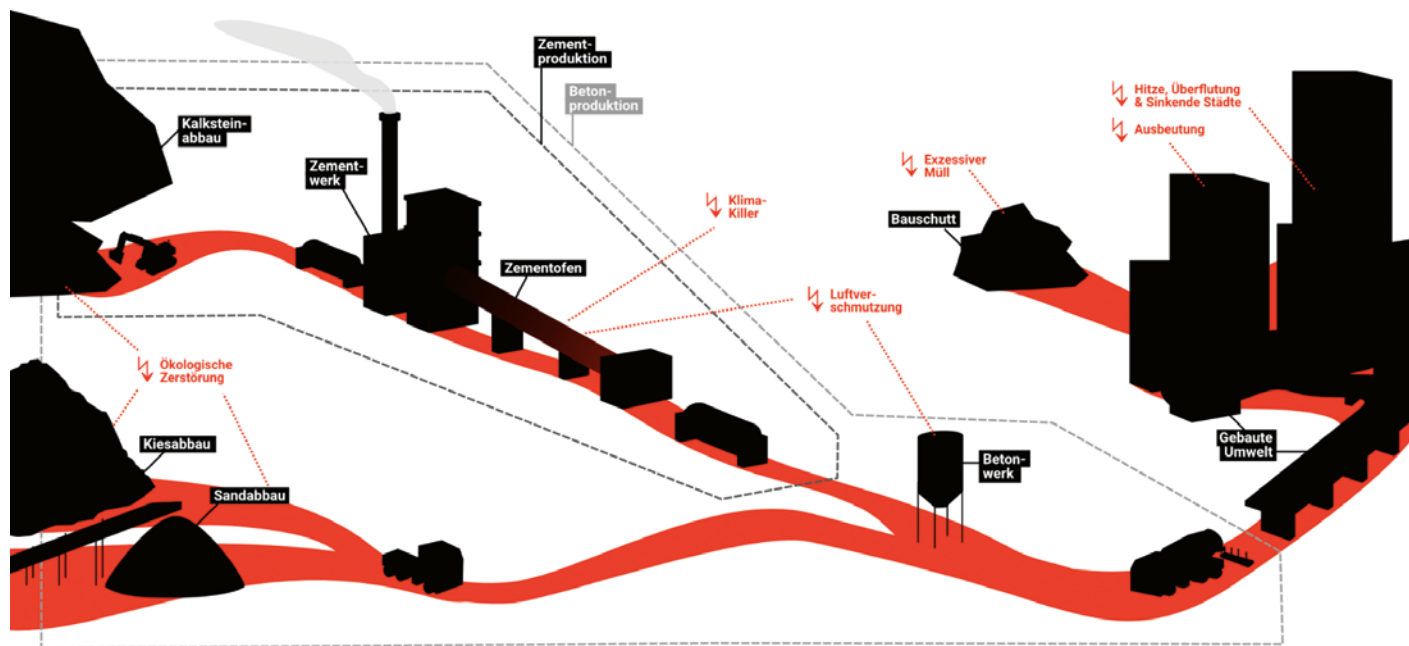 Zement-
produktion
Beton-
produktion
Kalkstein-
abbau
Zement-
werk
Zementofen
Klima-
Killer
Luftver-
schmutzung
Exzessiver
Müll
Bauschutt
Hitze, Überflutung
& Sinkende Städte
Ausbeutung
Ökologische
Zerstörung
Kiesabbau
Sandabbau
Beton-
werk
Gebaute
Umwelt